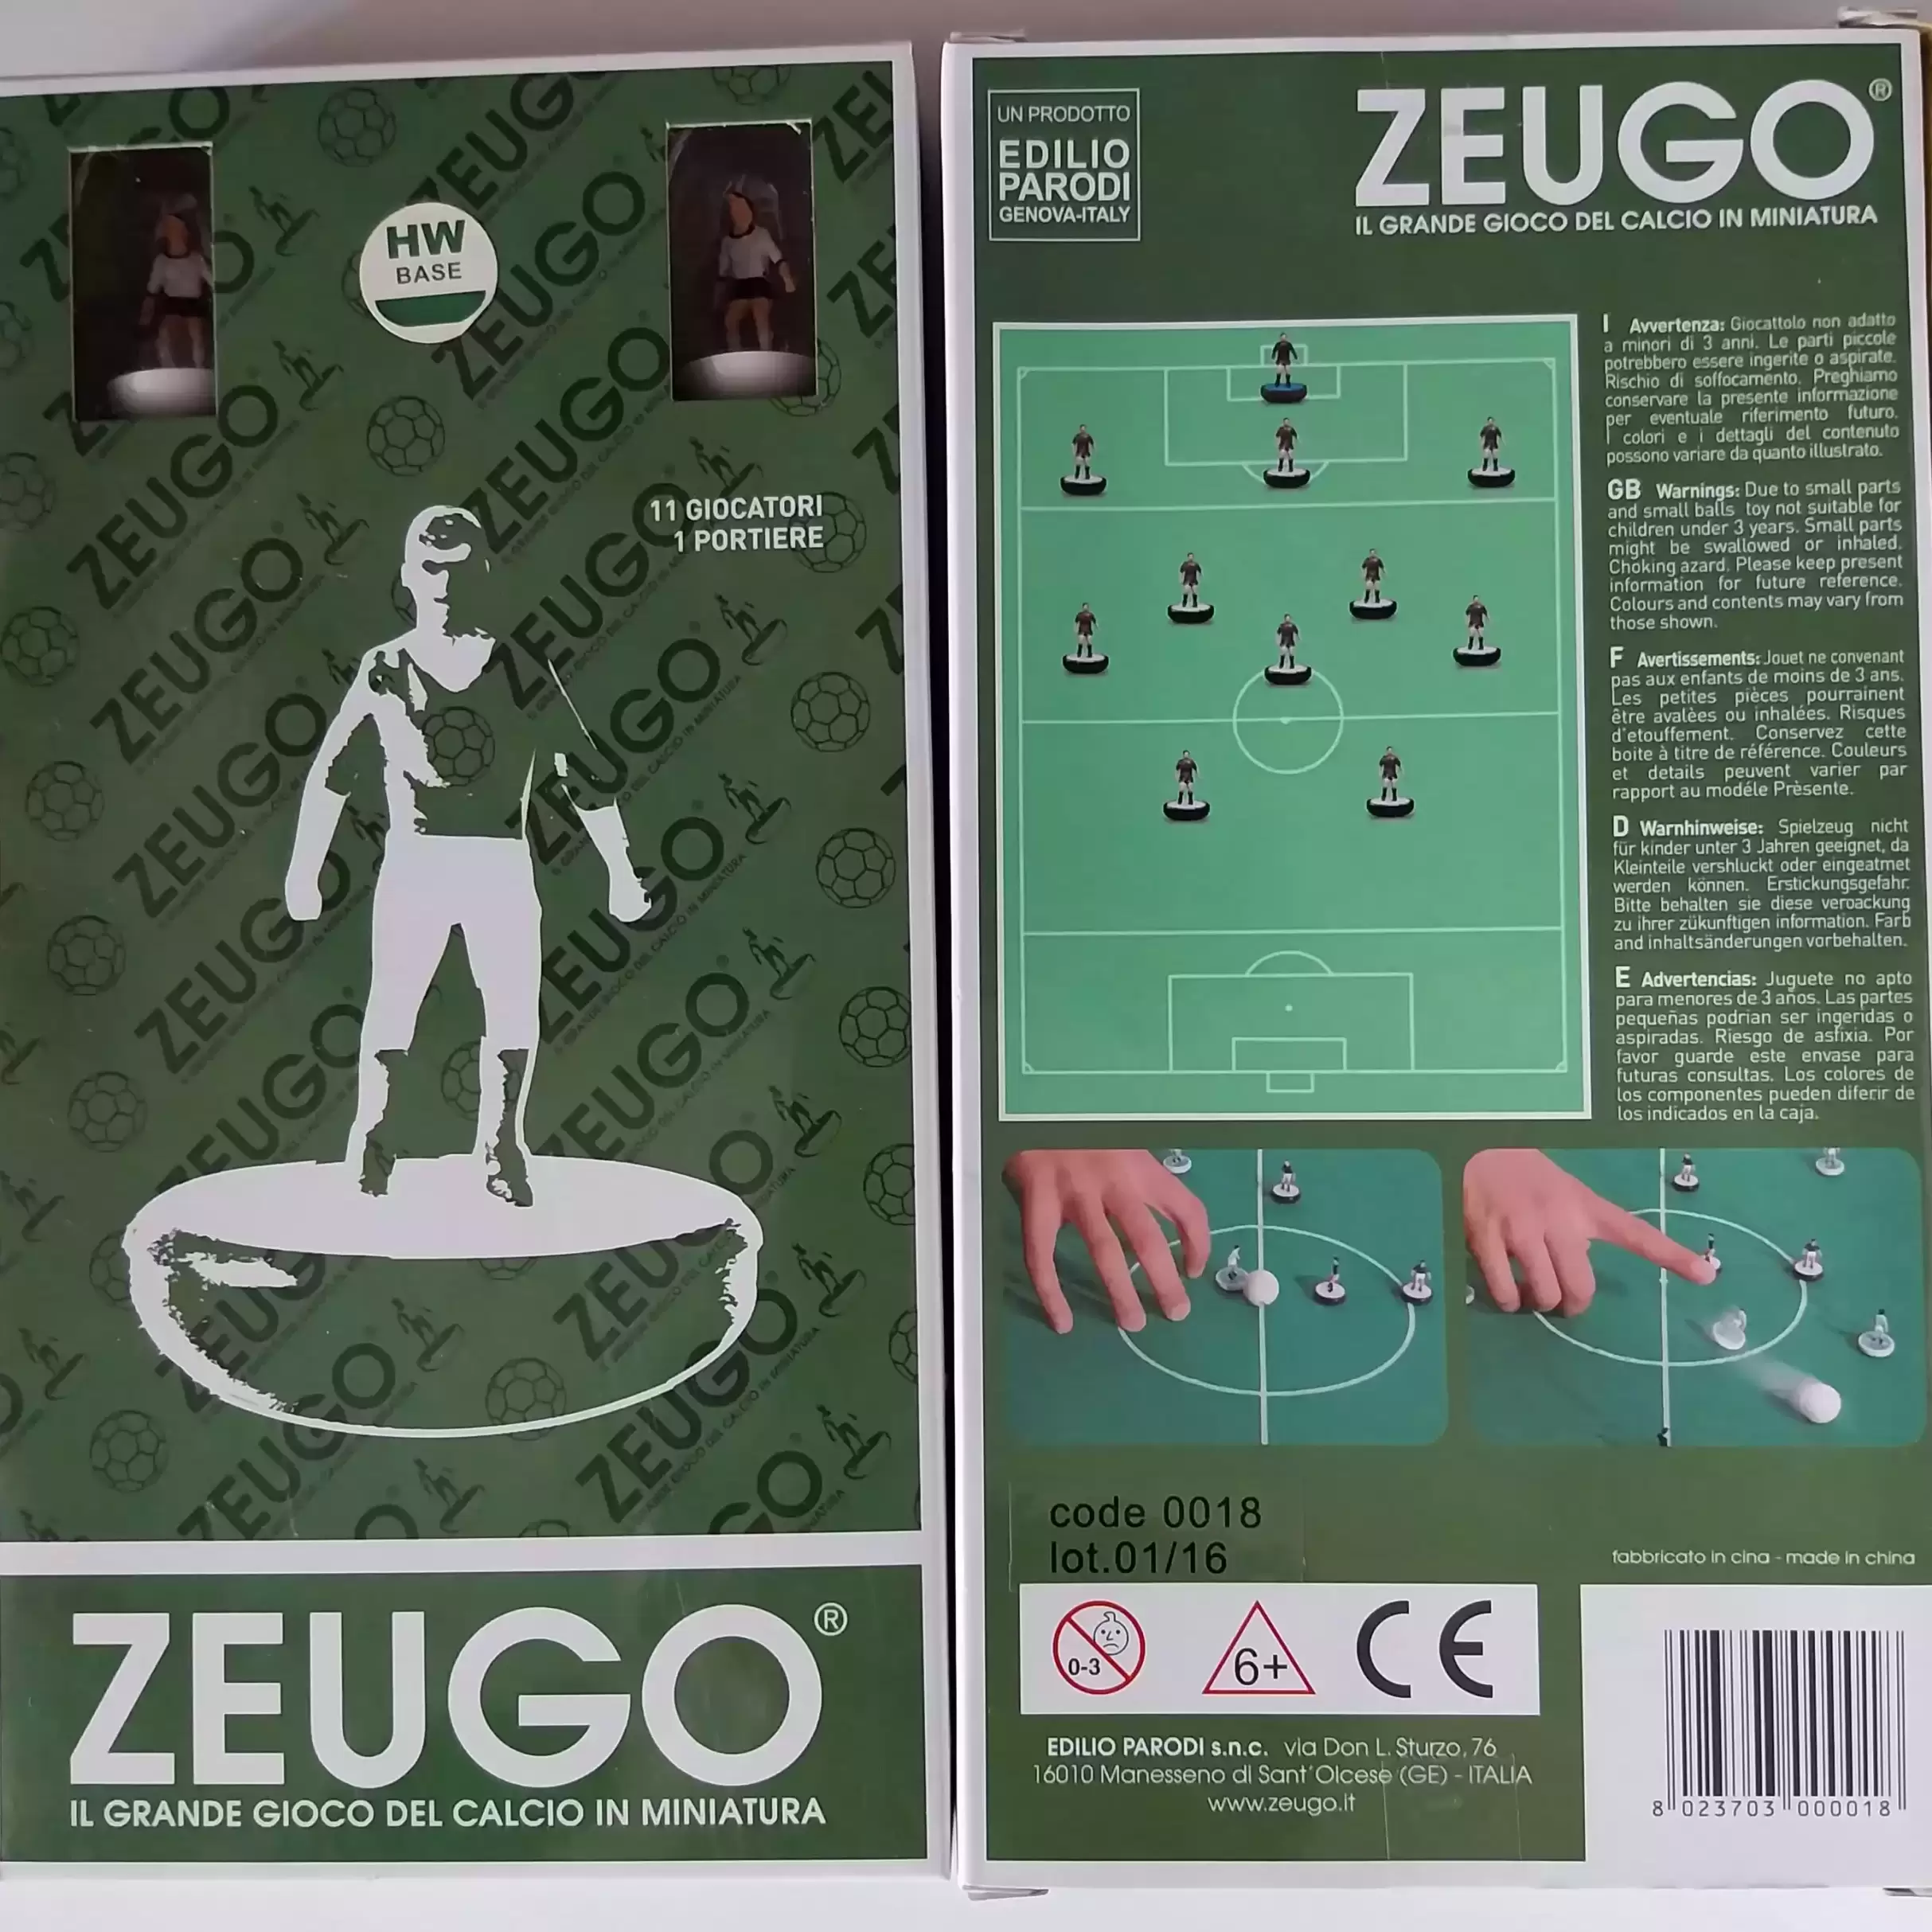 HW
BASE
11 GIOCATORI
1 PORTIERE
ZEUGO®
IL GRANDE GIOCO DEL CALCIO IN MINIATURA
UN PRODOTTO
EDILIO
PARODI
GENOVA-ITALY
ZEUGO®
IL GRANDE GIOCO DEL CALCIO IN MINIATURA
I Avvertenza: Giocattolo non adatto
a minori di 3 anni. Le parti piccole
potrebbero essere ingerite o aspirate.
Rischio di soffocamento. Preghiamo
conservare la presente informazione
per eventuale riferimento futuro.
I colori e i dettagli del contenuto
possono variare da quanto illustrato.
GB Warnings: Due to small parts
and small balls toy not suitable for
children under 3 years. Small parts
might be swallowed or inhaled.
Choking azard. Please keep present
information for future reference.
Colours and contents may vary from
those shown.
F Avertissements: Jouet ne convenant
pas aux enfants de moins de 3 ans.
Les petites pièces pourraient
être avalèes ou inhalées. Risques
d'etouffement. Conservez cette
boite à titre de référence. Couleurs
et details peuvent varier par
rapport au modéle Prèsente.
D Warnhinweise: Spielzeug nicht
für kinder unter 3 Jahren geeignet, da
Kleinteile vershluckt oder eingeatmet
werden können. Erstickungsgefahr.
Bitte behalten sie diese verpackung
zu ihrer zükunftigen information. Farb
and inhaltsänderungen vorbehalten.
E Advertencias: Juguete no apto
para menores de 3 años. Las partes
pequeñas podrian ser ingeridas o
aspiradas. Riesgo de asfixia. Por
favor guarde este envase para
futuras consultas. Los colores de
los componentes pueden diferir de
los indicados en la caja.
code 0018
lot.01/16
fabbricato in cina - made in china
0-3
6+
CE
EDILIO PARODI s.n.c. via Don L. Sturzo, 76
16010 Manesseno di Sant'Olcese (GE) - ITALIA
www.zeugo.it
8 023703 000018